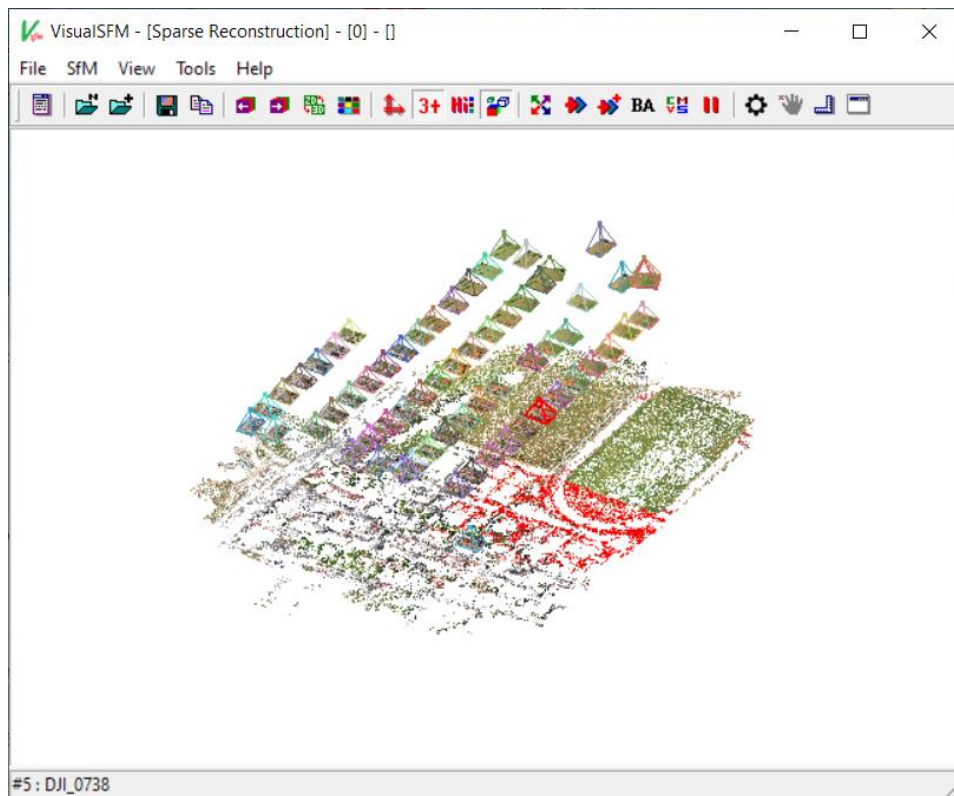 VisualSFM - [Sparse Reconstruction] - [0] - []
File SfM View Tools Help
3+ BA
#5 : DJI_0738